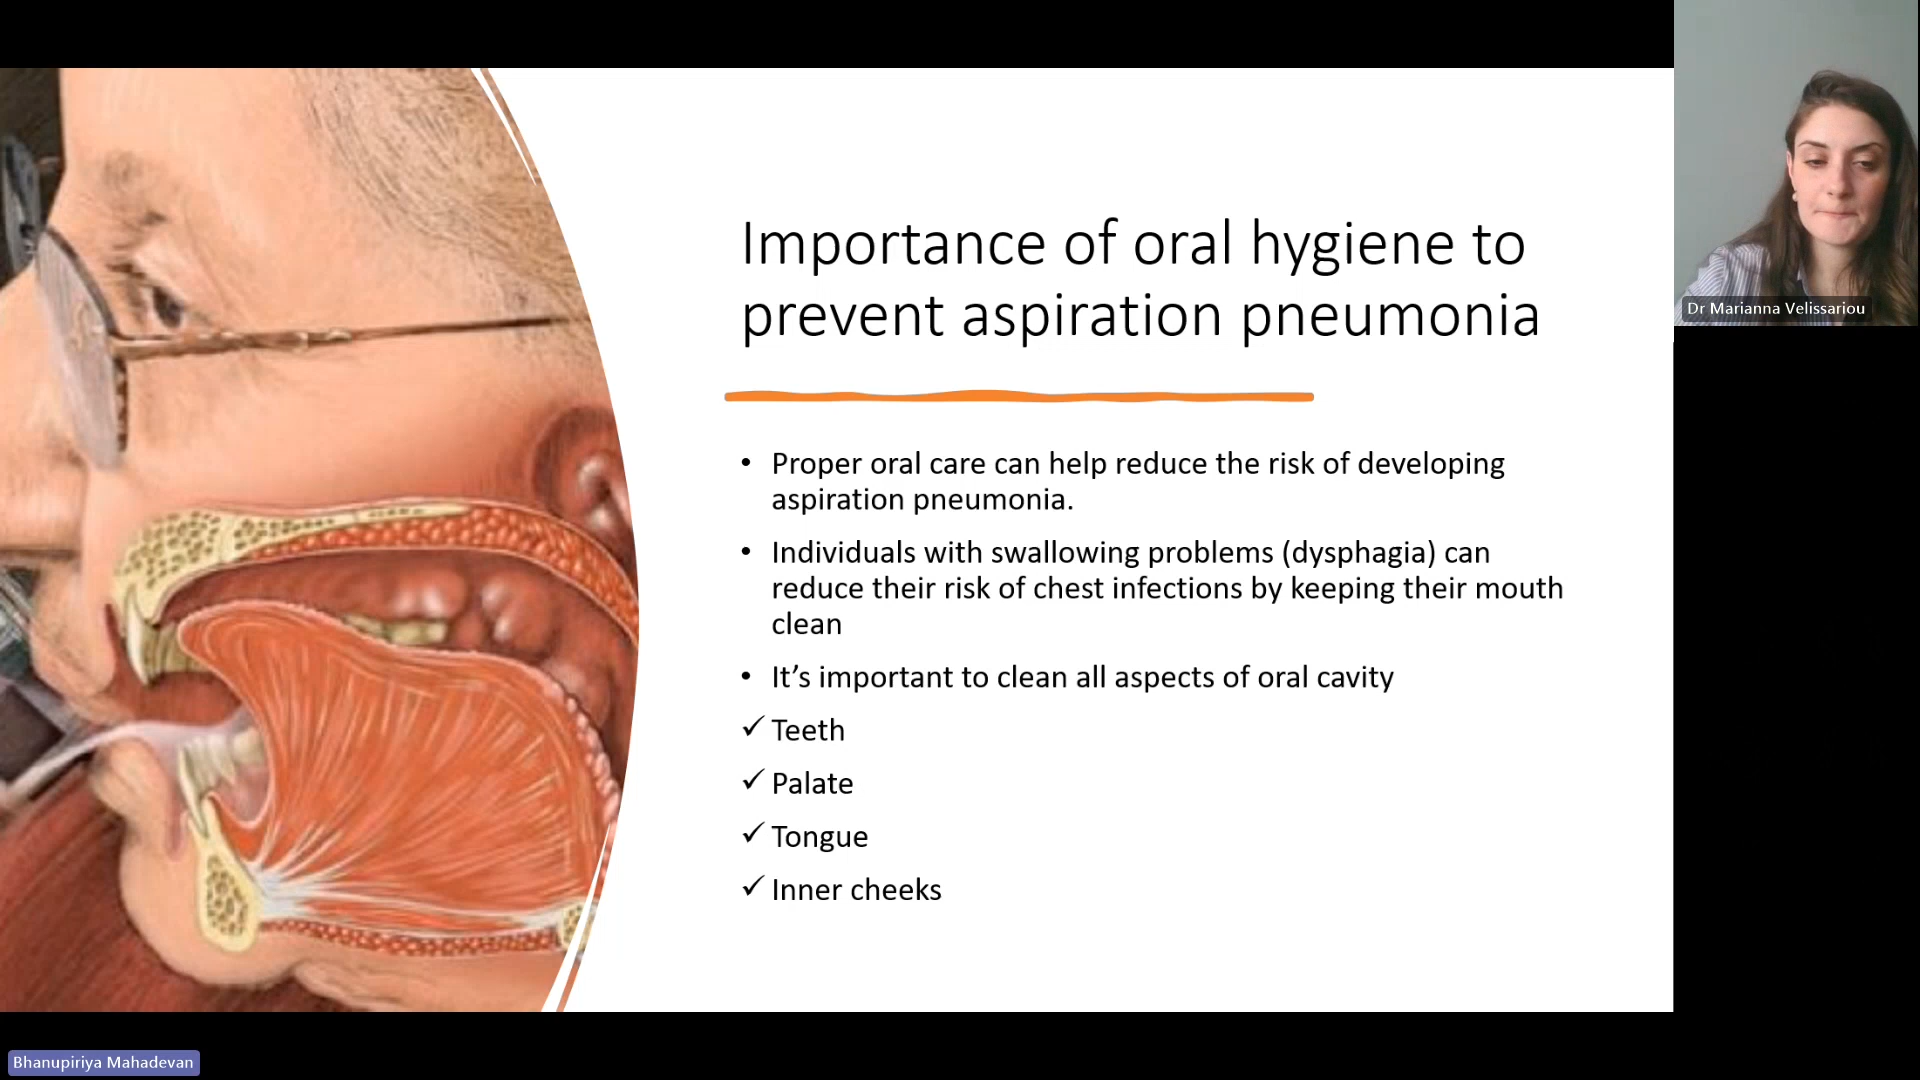 Importance of oral hygiene to
prevent aspiration pneumonia
• Proper oral care can help reduce the risk of developing
aspiration pneumonia.
• Individuals with swallowing problems (dysphagia) can
reduce their risk of chest infections by keeping their mouth
clean
• It’s important to clean all aspects of oral cavity
✓ Teeth
✓ Palate
✓ Tongue
✓ Inner cheeks
Dr Marianna Velissariou
Bhanupiriya Mahadevan